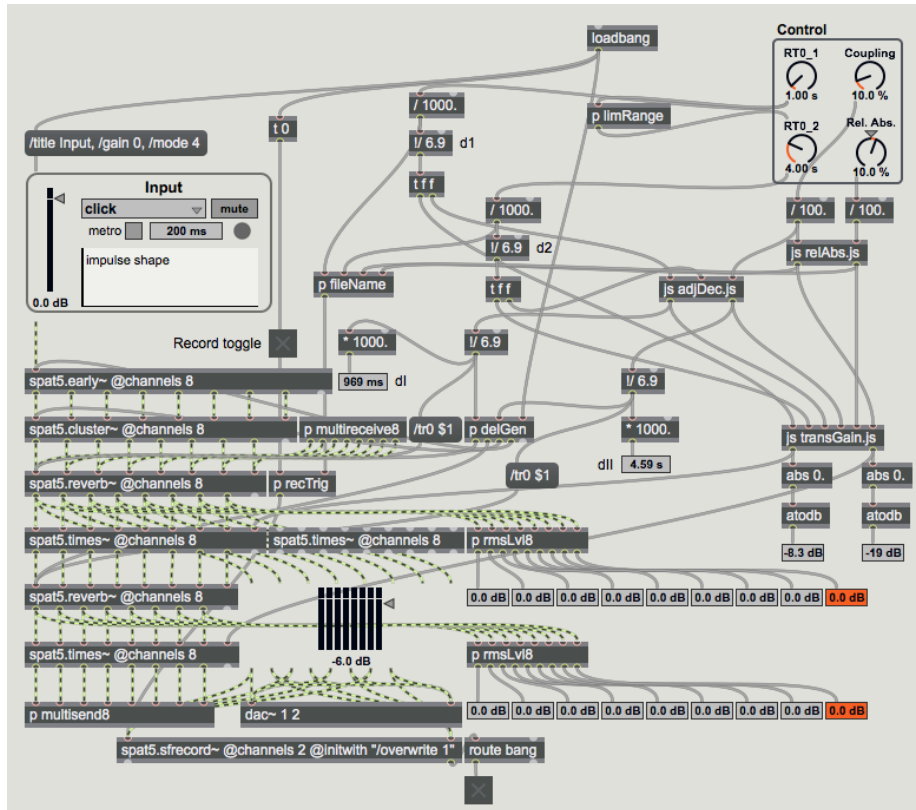 loadbang
Control
RT0_1
Coupling
1.00 s
10.0 %
/ 1000.
p limRange
t 0
/title Input, /gain 0, /mode 4
!/ 6.9
d1
RT0_2
Rel. Abs.
4.00 s
10.0 %
t f f
Input
click
mute
metro
200 ms
impulse shape
0.0 dB
/ 1000.
/ 100.
/ 100.
!/ 6.9
d2
js relAbs.js
p fileName
t f f
js adjDec.js
Record toggle
* 1000.
!/ 6.9
969 ms
dI
!/ 6.9
spat5.early~ @channels 8
spat5.cluster~ @channels 8
p multireceive8
/tr0 $1
p delGen
* 1000.
js transGain.js
dII
4.59 s
/tr0 $1
spat5.reverb~ @channels 8
p recTrig
abs 0.
abs 0.
atodb
atodb
spat5.times~ @channels 8
spat5.times~ @channels 8
p rmsLvl8
-8.3 dB
-19 dB
spat5.reverb~ @channels 8
0.0 dB
0.0 dB
0.0 dB
0.0 dB
0.0 dB
0.0 dB
0.0 dB
0.0 dB
0.0 dB
spat5.times~ @channels 8
-6.0 dB
p rmsLvl8
p multisend8
dac~ 1 2
0.0 dB
0.0 dB
0.0 dB
0.0 dB
0.0 dB
0.0 dB
0.0 dB
0.0 dB
0.0 dB
spat5.sfrecord~ @channels 2 @initwith "/overwrite 1"
route bang